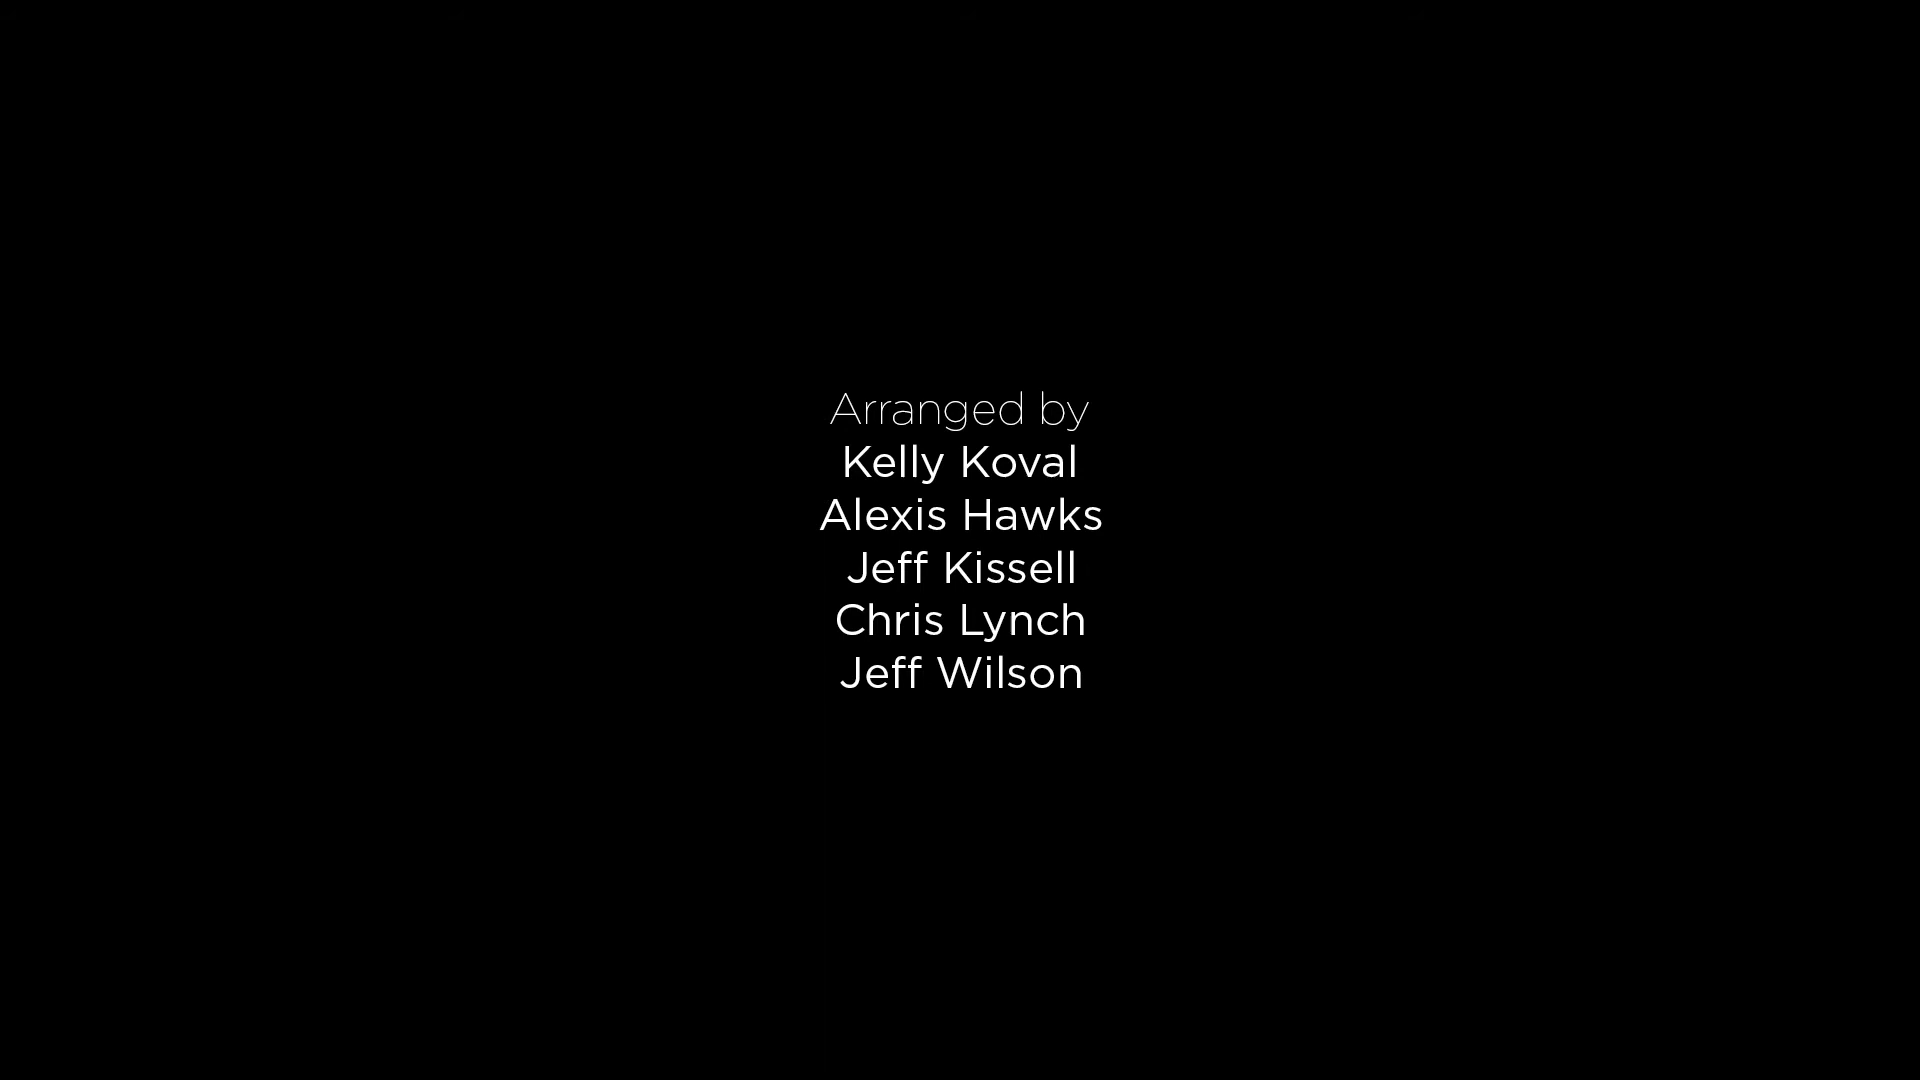 Arranged by
Kelly Koval
Alexis Hawks
Jeff Kissell
Chris Lynch
Jeff Wilson